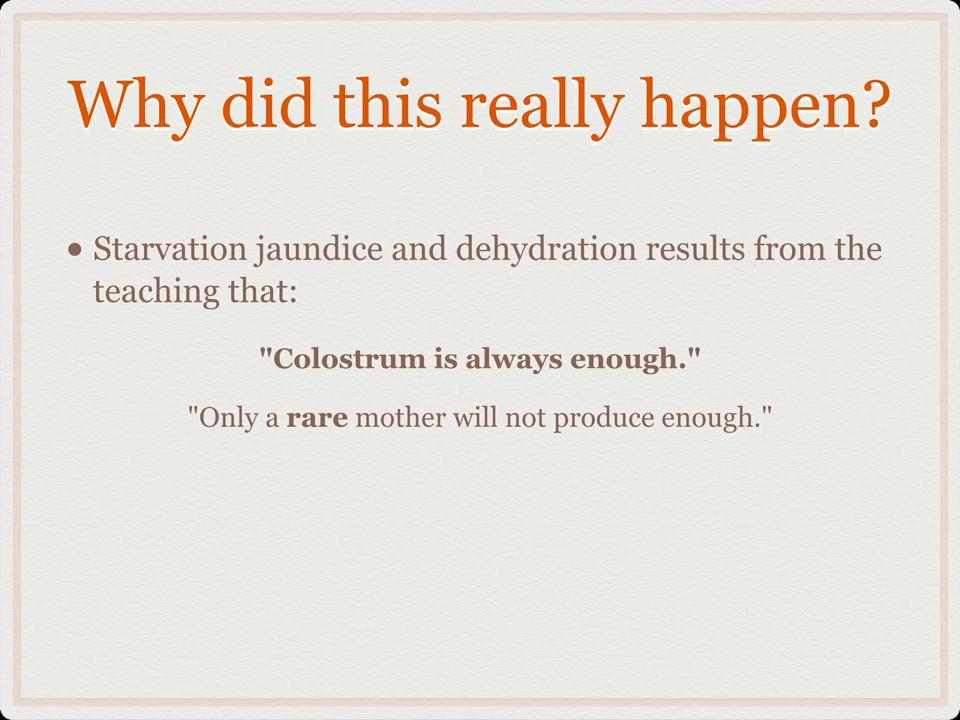 Why did this really happen?
• Starvation jaundice and dehydration results from the
teaching that:
"Colostrum is always enough."
"Only a rare mother will not produce enough."